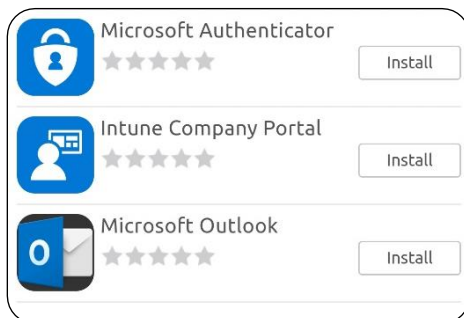 Microsoft Authenticator
Install
Intune Company Portal
Install
Microsoft Outlook
Install